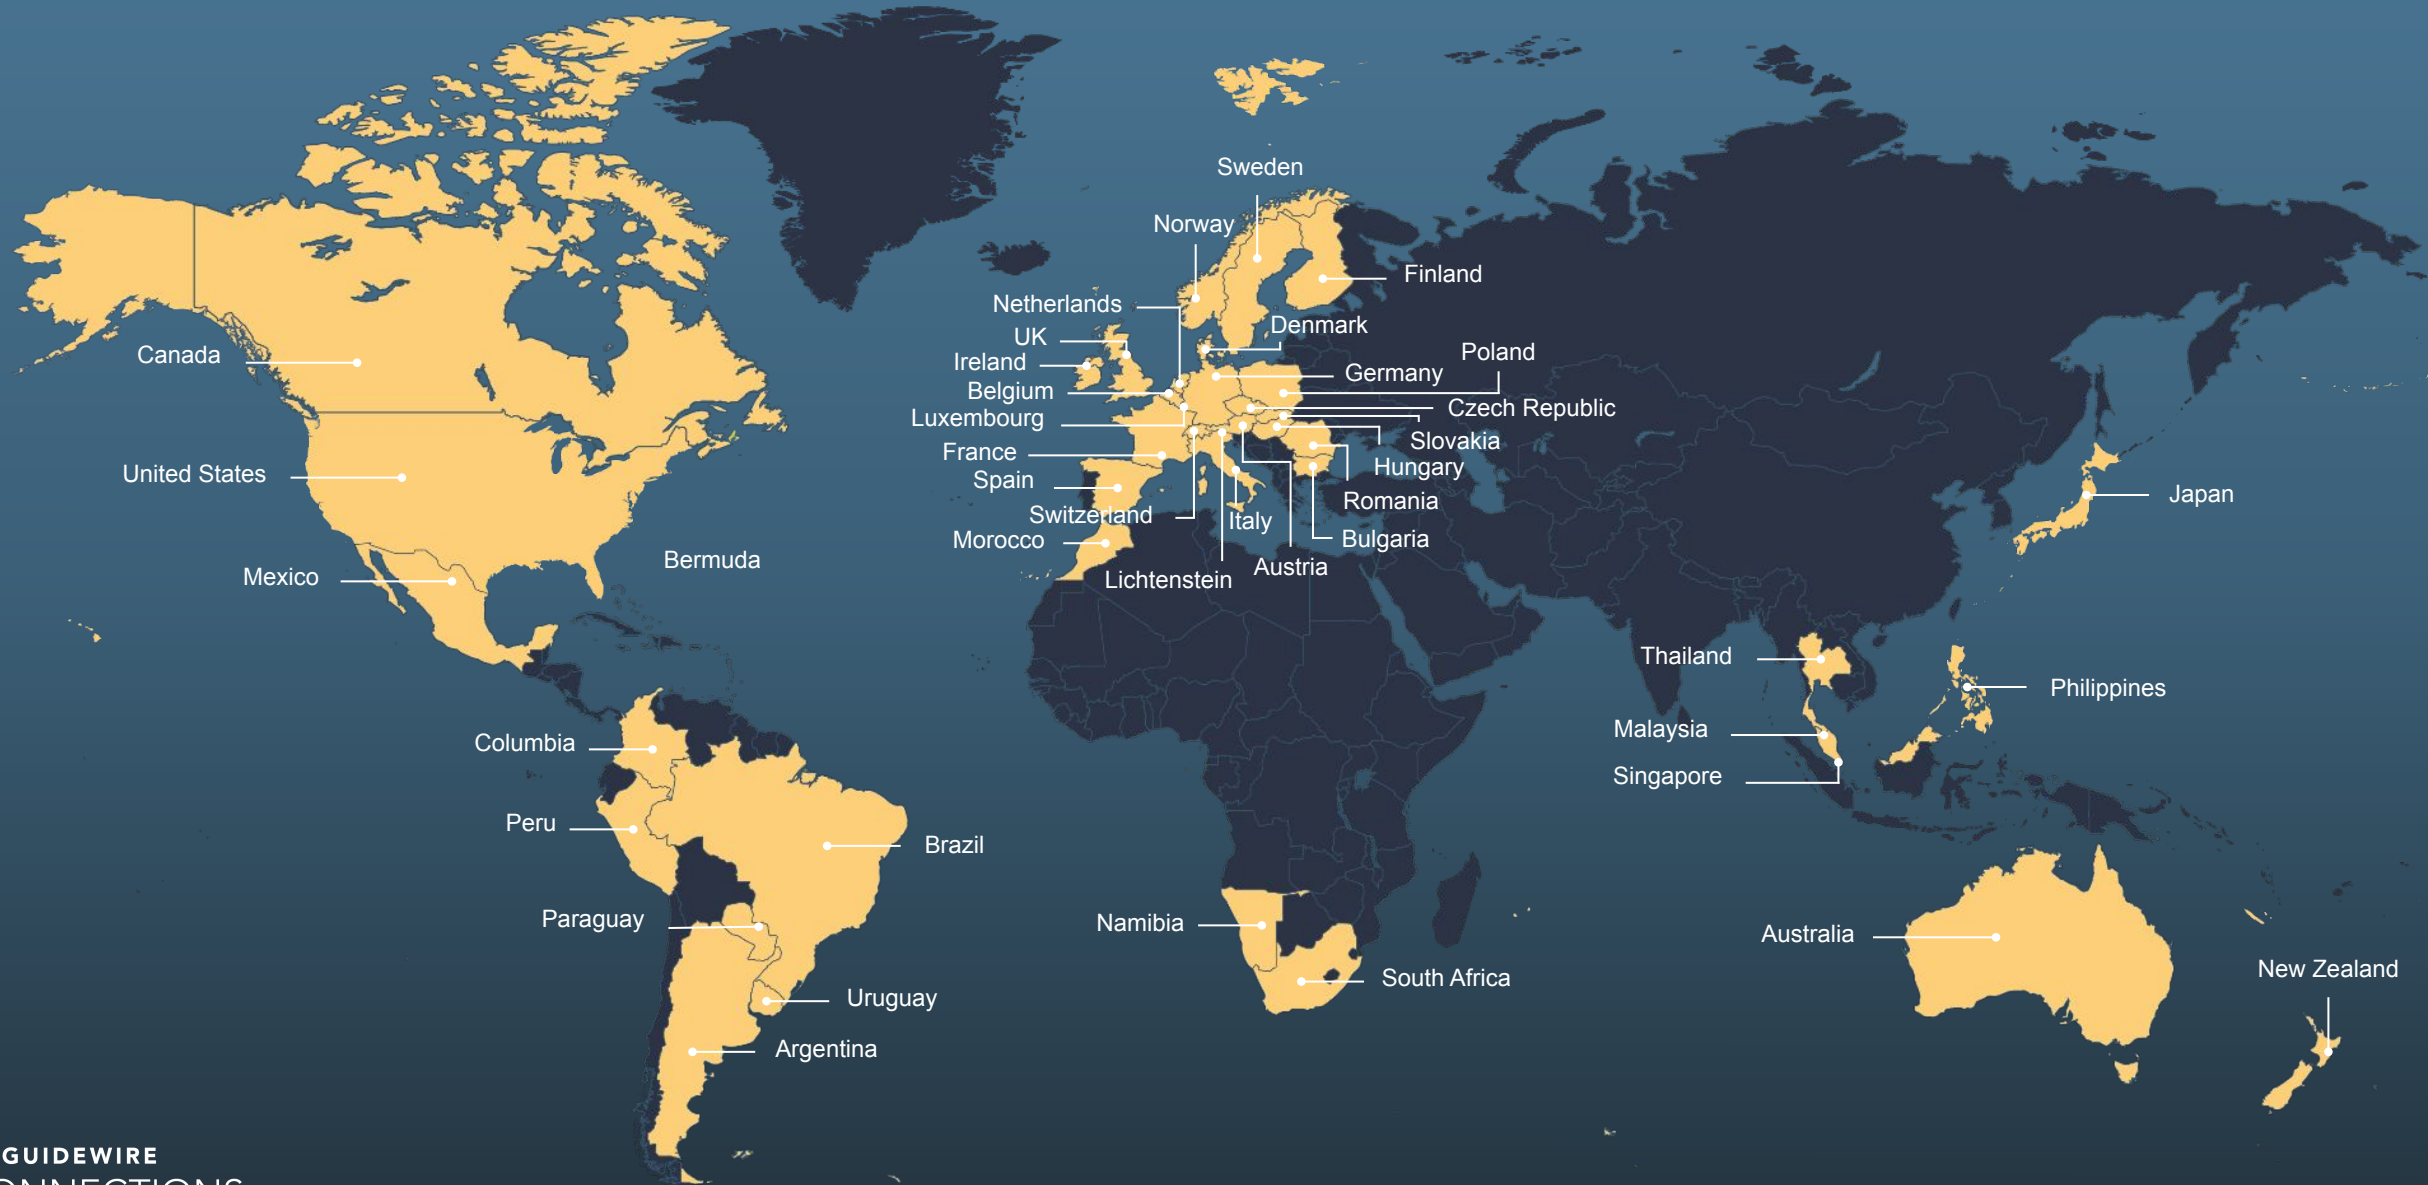 Sweden
Norway
Finland
Netherlands
Denmark
UK
Poland
Canada
Ireland
Germany
Belgium
Czech Republic
Luxembourg
Slovakia
France
Hungary
United States
Spain
Romania
Japan
Switzerland
Italy
Morocco
Bulgaria
Bermuda
Austria
Mexico
Lichtenstein
Thailand
Philippines
Malaysia
Columbia
Singapore
Peru
Brazil
Paraguay
Namibia
Australia
New Zealand
South Africa
Uruguay
Argentina
GUIDEWIRE
ONNECTIONS